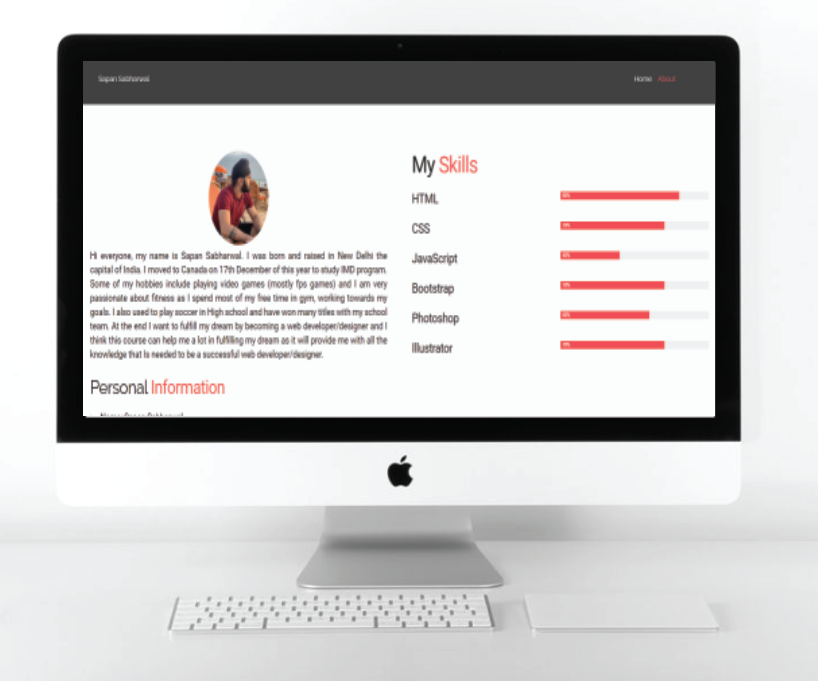 Sapan Sabharwal
Home About
Hi everyone, my name is Sapan Sabharwal. I was born and raised in New Delhi the
capital of India. I moved to Canada on 17th December of this year to study IMD program.
Some of my hobbies include playing video games (mostly fps games) and I am very
passionate about fitness as I spend most of my free time in gym, working towards my
goals. I also used to play soccer in High school and have won many titles with my school
team. At the end I want to fulfill my dream by becoming a web developer/designer and I
think this course can help me a lot in fulfilling my dream as it will provide me with all the
knowledge that is needed to be a successful web developer/designer.
Personal Information
My Skills
HTML
CSS
JavaScript
Bootstrap
Photoshop
Illustrator